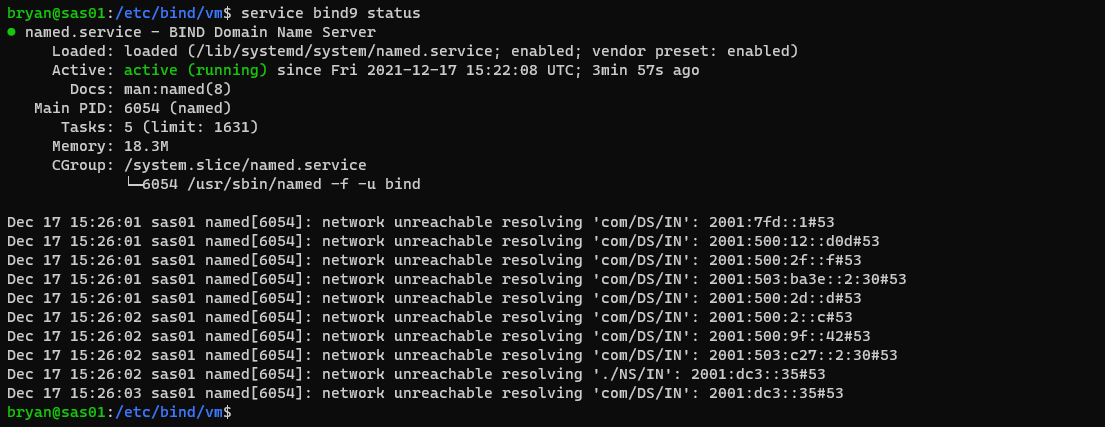 bryan@sas01:/etc/bind/vm$ service bind9 status
● named.service - BIND Domain Name Server
     Loaded: loaded (/lib/systemd/system/named.service; enabled; vendor preset: enabled)
     Active: active (running) since Fri 2021-12-17 15:22:08 UTC; 3min 57s ago
       Docs: man:named(8)
   Main PID: 6054 (named)
      Tasks: 5 (limit: 1631)
     Memory: 18.3M
     CGroup: /system.slice/named.service
             └─6054 /usr/sbin/named -f -u bind
Dec 17 15:26:01 sas01 named[6054]: network unreachable resolving 'com/DS/IN': 2001:7fd::1#53
Dec 17 15:26:01 sas01 named[6054]: network unreachable resolving 'com/DS/IN': 2001:500:12::d0d#53
Dec 17 15:26:01 sas01 named[6054]: network unreachable resolving 'com/DS/IN': 2001:500:2f::f#53
Dec 17 15:26:01 sas01 named[6054]: network unreachable resolving 'com/DS/IN': 2001:503:ba3e::2:30#53
Dec 17 15:26:01 sas01 named[6054]: network unreachable resolving 'com/DS/IN': 2001:500:2d::d#53
Dec 17 15:26:02 sas01 named[6054]: network unreachable resolving 'com/DS/IN': 2001:500:2::c#53
Dec 17 15:26:02 sas01 named[6054]: network unreachable resolving 'com/DS/IN': 2001:500:9f::42#53
Dec 17 15:26:02 sas01 named[6054]: network unreachable resolving 'com/DS/IN': 2001:503:c27::2:30#53
Dec 17 15:26:02 sas01 named[6054]: network unreachable resolving './NS/IN': 2001:dc3::35#53
Dec 17 15:26:03 sas01 named[6054]: network unreachable resolving 'com/DS/IN': 2001:dc3::35#53
bryan@sas01:/etc/bind/vm$